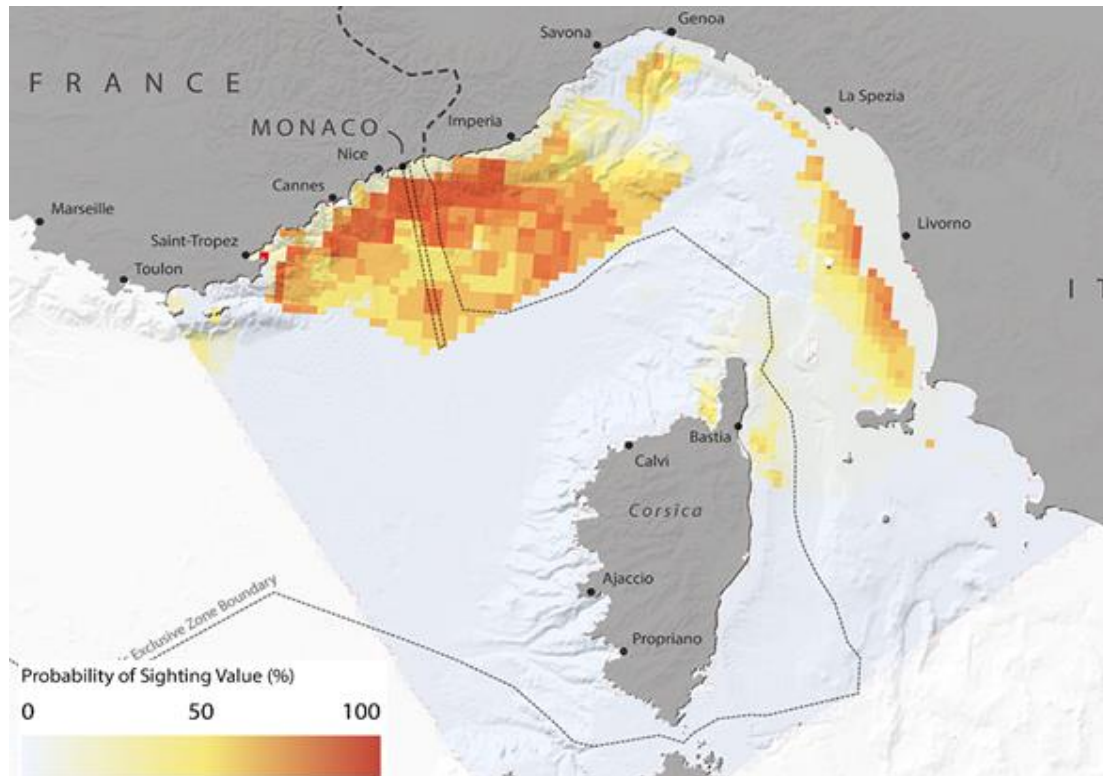 Genoa
Savona
FRANCE
La Spezia
MONACO
Imperia
Nice
Cannes
Marseille
Livorno
Saint-Tropez
Toulon
I T
Bastia
Calvi
Corsica
Ajaccio
Exclusive Zone Boundary
Propriano
Probability of Sighting Value (%)
0 50 100